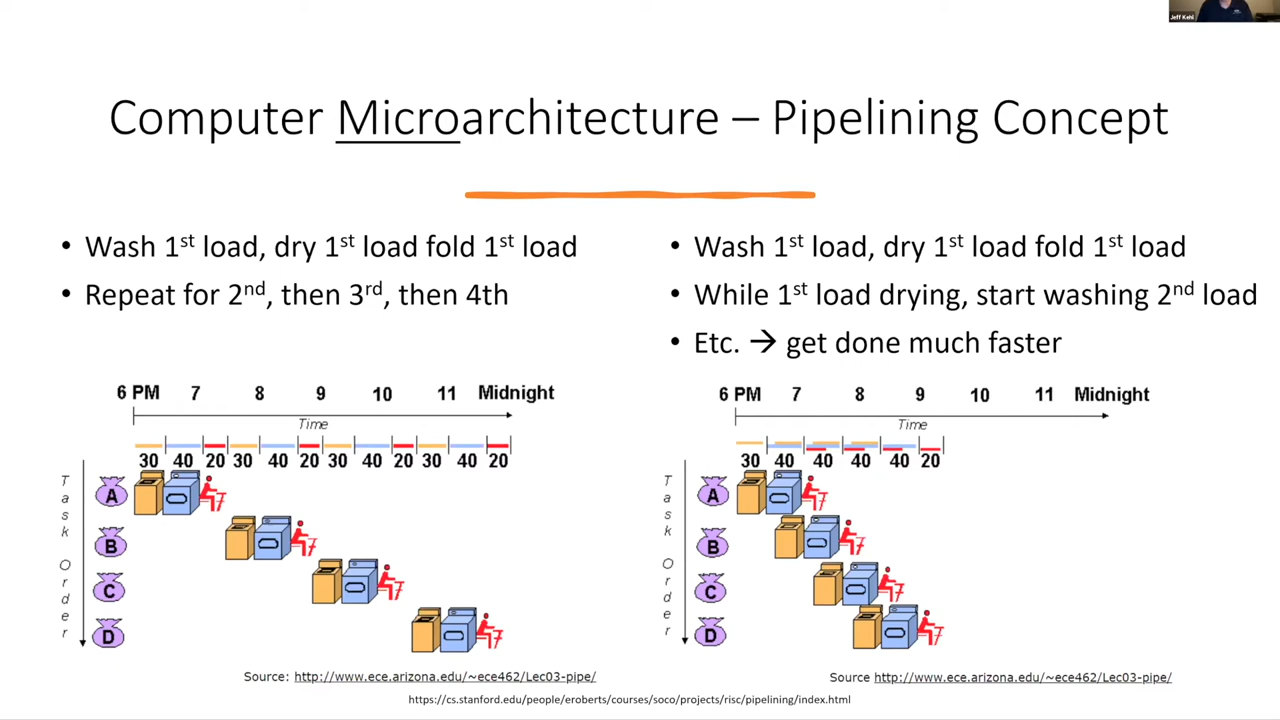 Jeff Kehl
Computer Microarchitecture – Pipelining Concept
• Wash 1st load, dry 1st load fold 1st load
• Repeat for 2nd, then 3rd, then 4th
6 PM 7 8 9 10 11 Midnight
Time
30 40 20 30 40 20 30 40 20 30 40 20
Task Order
A
B
C
D
Source: http://www.ece.arizona.edu/~ece462/Lec03-pipe/
• Wash 1st load, dry 1st load fold 1st load
• While 1st load drying, start washing 2nd load
• Etc. → get done much faster
6 PM 7 8 9 10 11 Midnight
Time
30 40 40 40 40 20
Task Order
A
B
C
D
Source http://www.ece.arizona.edu/~ece462/Lec03-pipe/
https://cs.stanford.edu/people/eroberts/courses/soco/projects/risc/pipelining/index.html